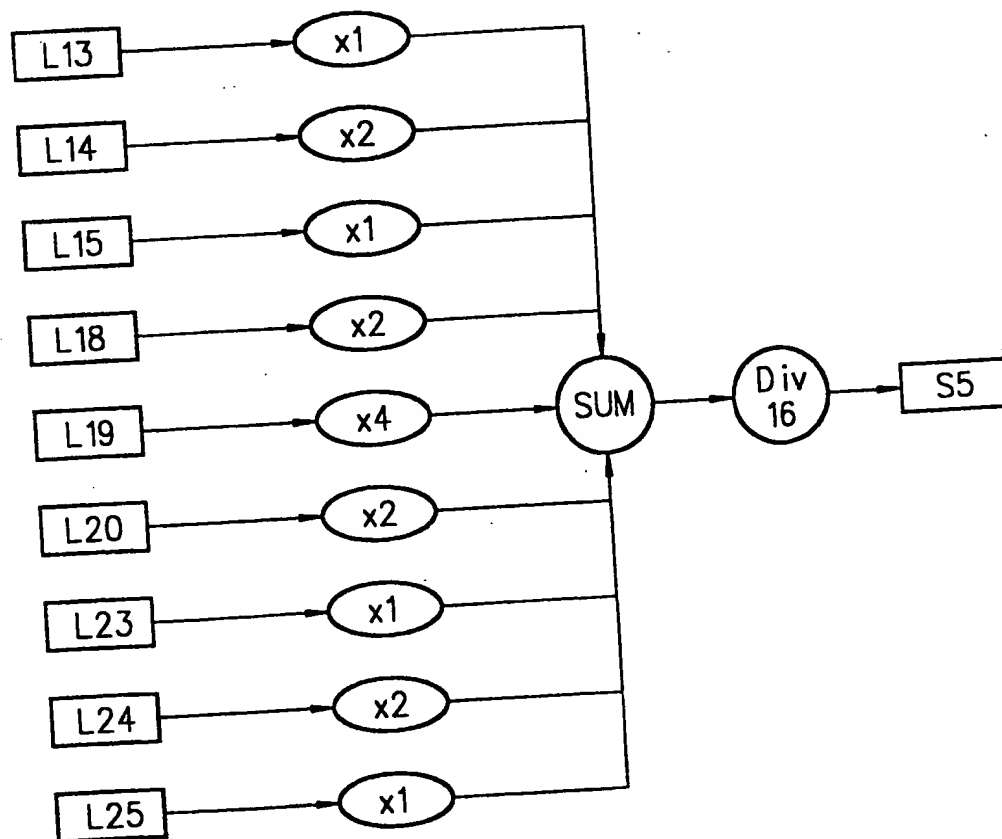 L13 x1
L14 x2
L15 x1
L18 x2
L19 x4 SUM Div 16 S5
L20 x2
L23 x1
L24 x2
L25 x1